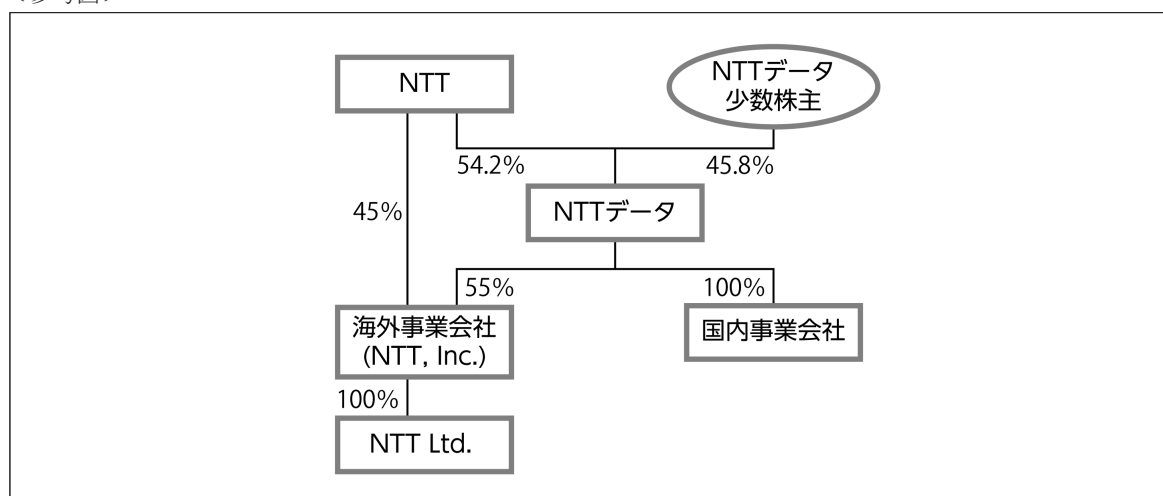 NTT
NTTデータ
少数株主
54.2%
45.8%
45%
NTTデータ
55%
100%
海外事業会社
(NTT, Inc.)
国内事業会社
100%
NTT Ltd.